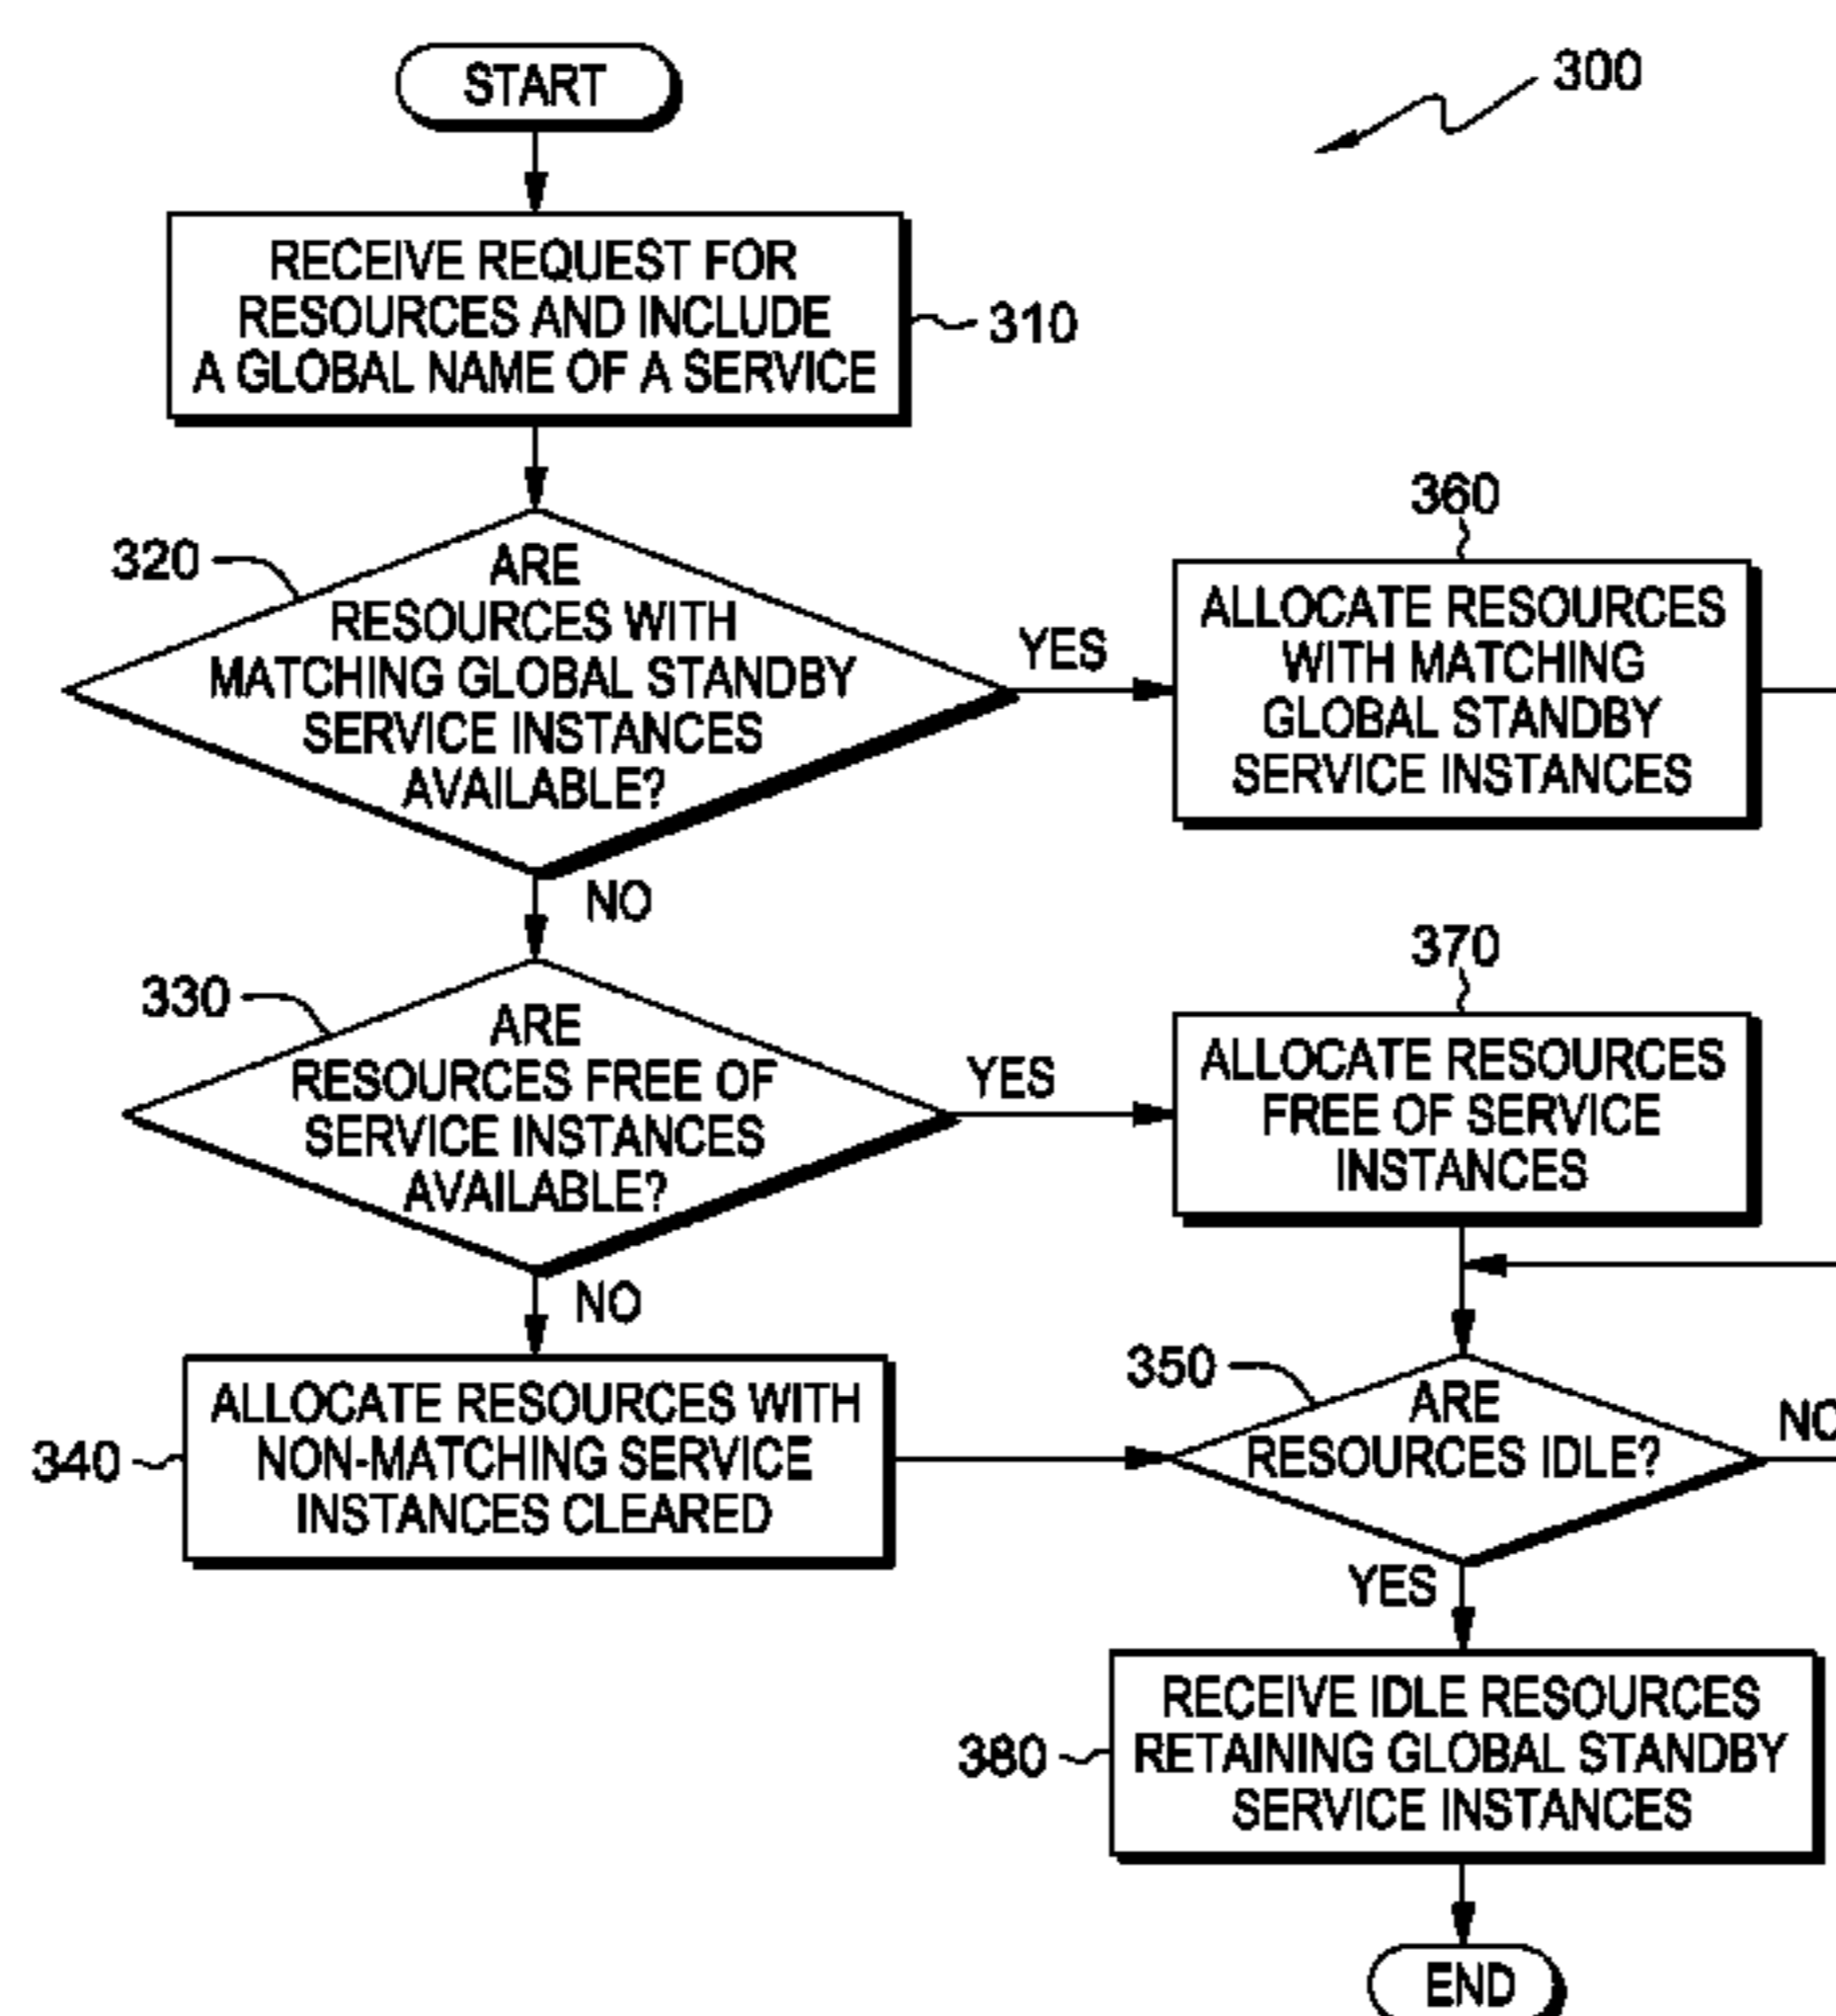 START
300
RECEIVE REQUEST FOR
RESOURCES AND INCLUDE
A GLOBAL NAME OF A SERVICE
310
320
ARE
RESOURCES WITH
MATCHING GLOBAL STANDBY
SERVICE INSTANCES
AVAILABLE?
YES
360
ALLOCATE RESOURCES
WITH MATCHING
GLOBAL STANDBY
SERVICE INSTANCES
NO
330
ARE
RESOURCES FREE OF
SERVICE INSTANCES
AVAILABLE?
YES
370
ALLOCATE RESOURCES
FREE OF SERVICE
INSTANCES
NO
340
ALLOCATE RESOURCES WITH
NON-MATCHING SERVICE
INSTANCES CLEARED
350
ARE
RESOURCES IDLE?
NO
YES
380
RECEIVE IDLE RESOURCES
RETAINING GLOBAL STANDBY
SERVICE INSTANCES
END